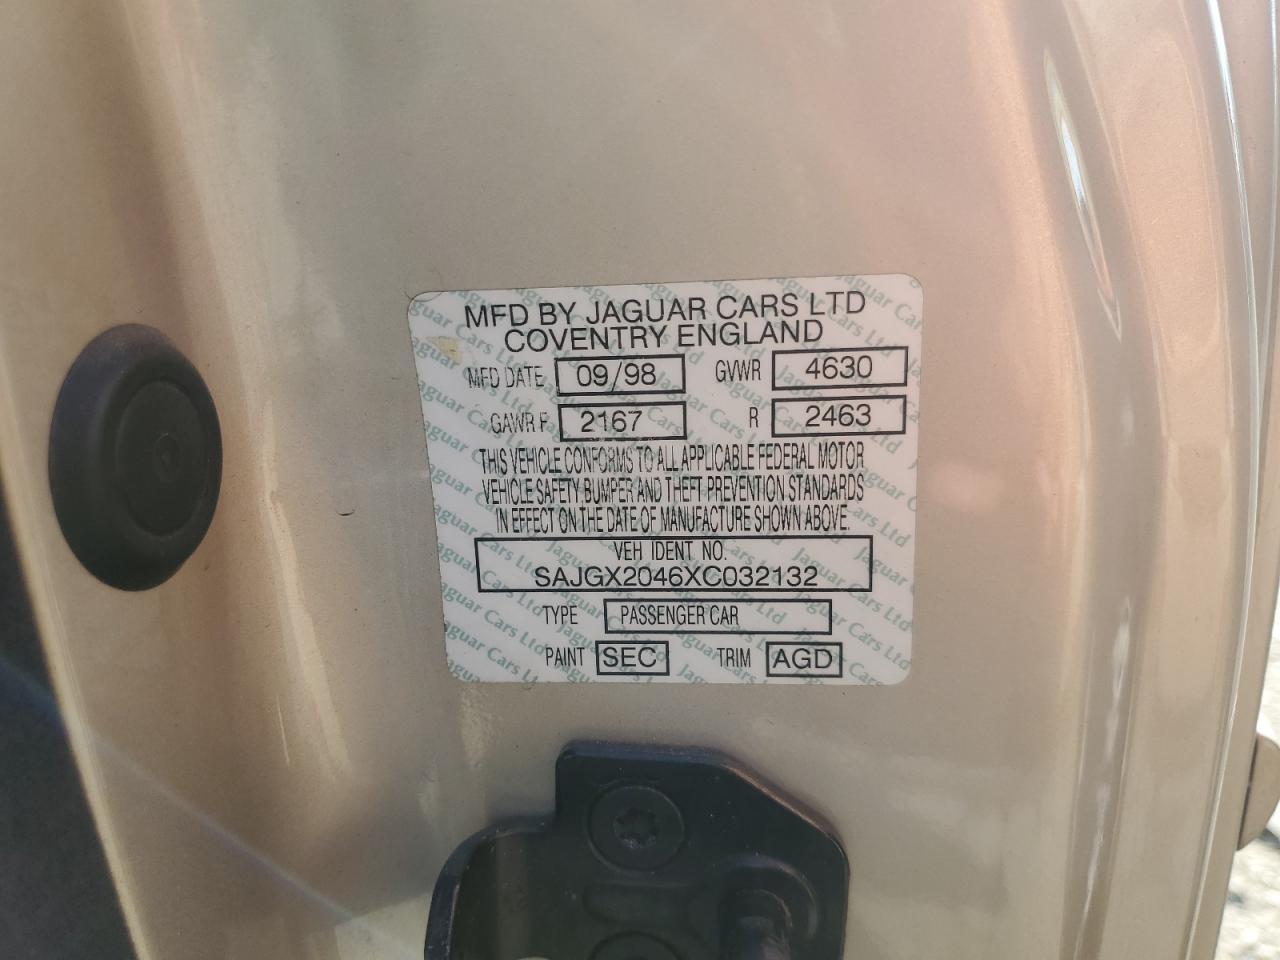 MFD BY JAGUAR CARS LTD
COVENTRY ENGLAND
MFD DATE 09/98 GVWR 4630
GAWR F 2167 R 2463
THIS VEHICLE CONFORMS TO ALL APPLICABLE FEDERAL MOTOR
VEHICLE SAFETY BUMPER AND THEFT PREVENTION STANDARDS
IN EFFECT ON THE DATE OF MANUFACTURE SHOWN ABOVE.
VEH IDENT NO.
SAJGX2046XC032132
TYPE PASSENGER CAR
PAINT SEC TRIM AGD